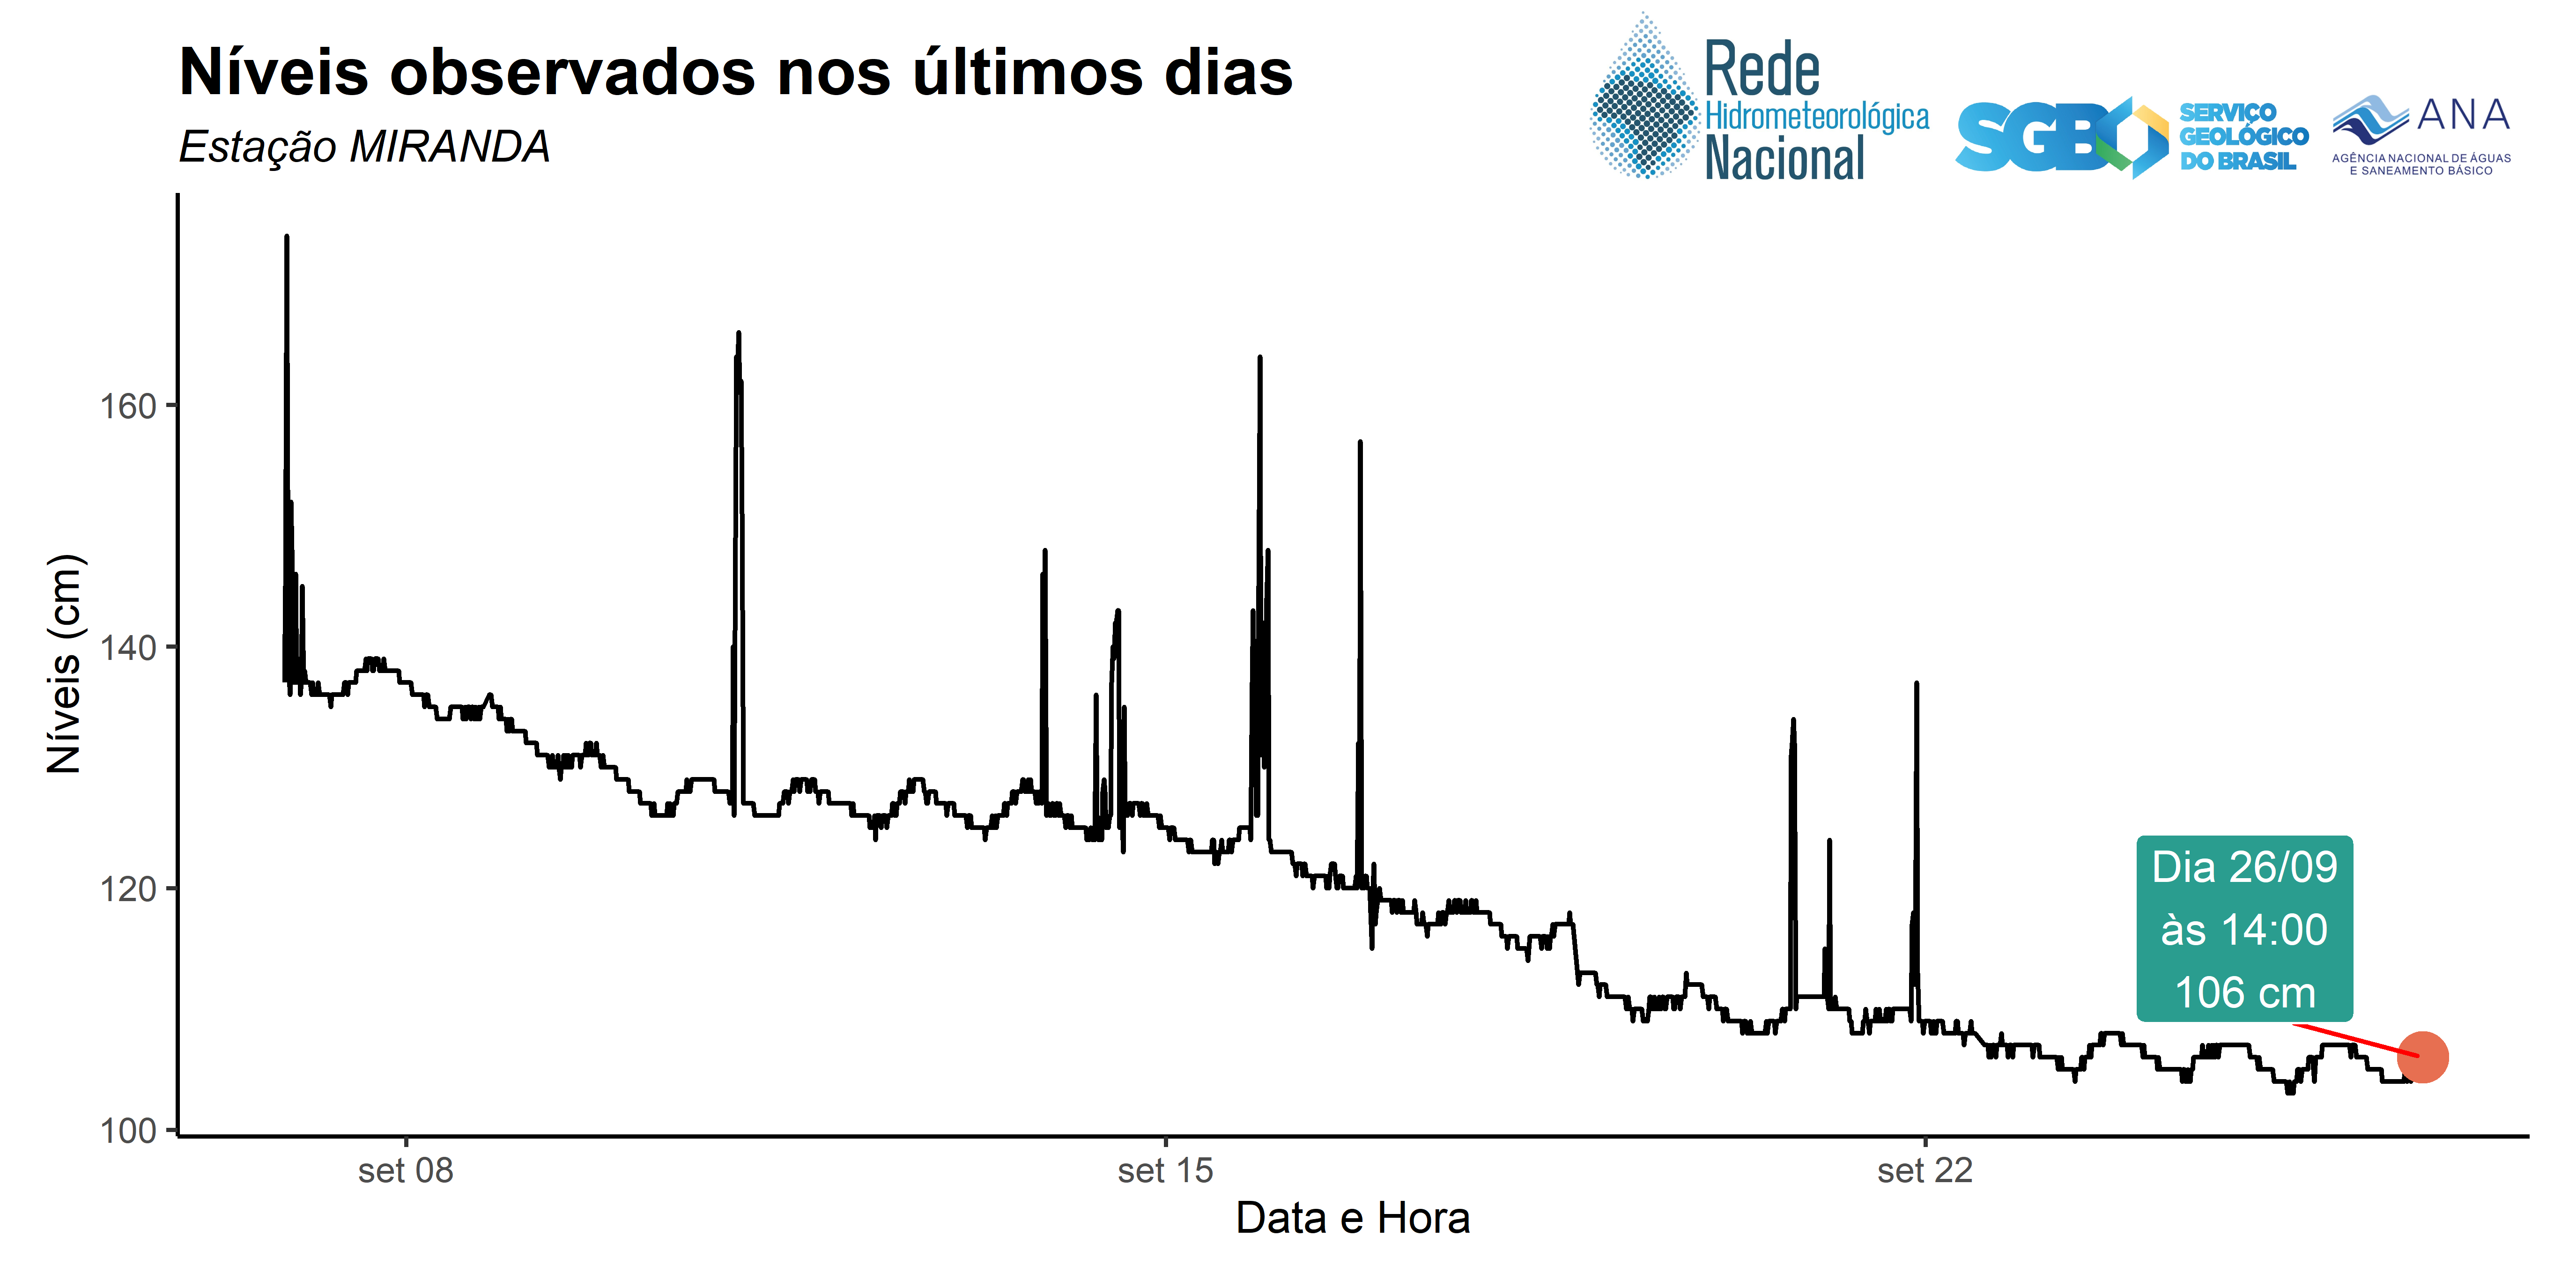 Níveis observados nos últimos dias
Estação MIRANDA
Rede
Hidrometeorológica
Nacional
SGB
SERVIÇO
GEOLÓGICO
DO BRASIL
ANA
AGÊNCIA NACIONAL DE ÁGUAS
E SANEAMENTO BÁSICO
Níveis (cm)
160
140
120
100
Dia 26/09
às 14:00
106 cm
set 08
set 15
set 22
Data e Hora